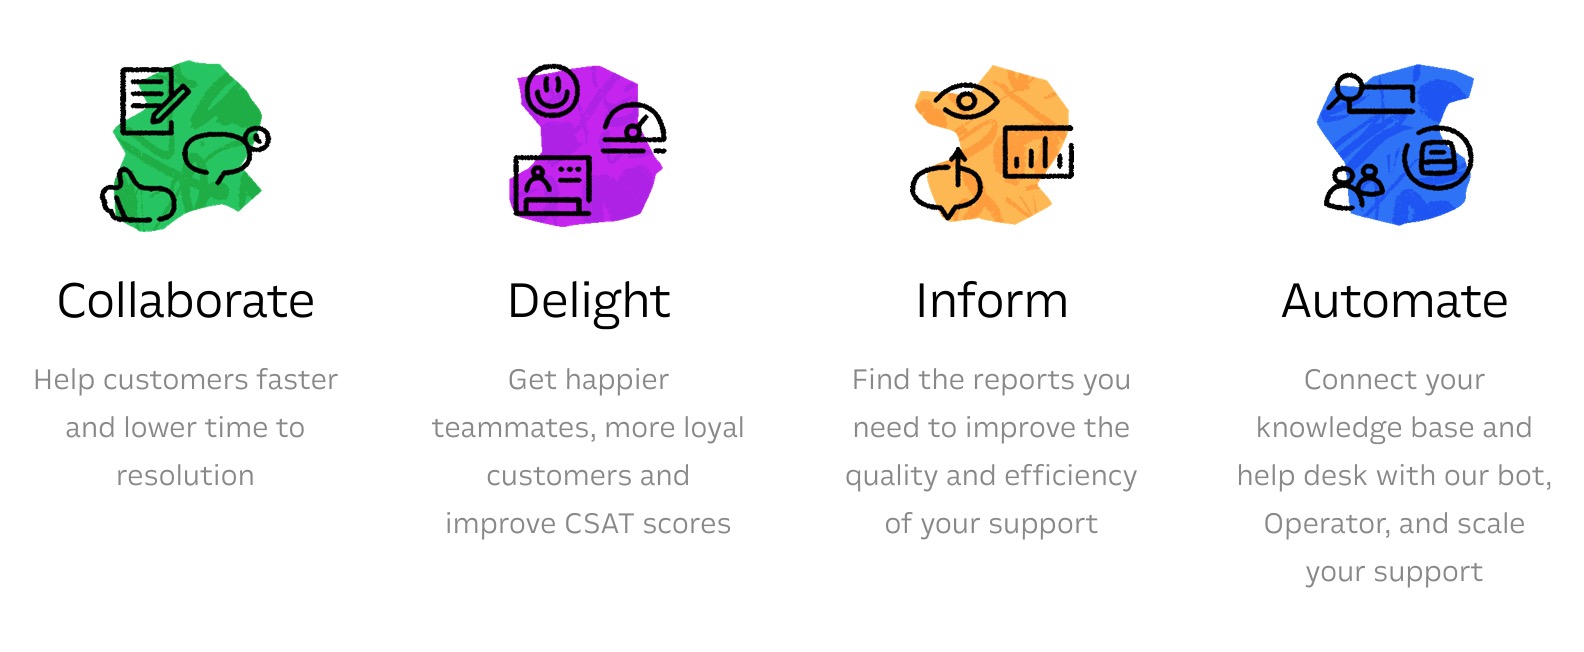 Collaborate
Help customers faster
and lower time to
resolution
Delight
Get happier
teammates, more loyal
customers and
improve CSAT scores
Inform
Find the reports you
need to improve the
quality and efficiency
of your support
Automate
Connect your
knowledge base and
help desk with our bot,
Operator, and scale
your support